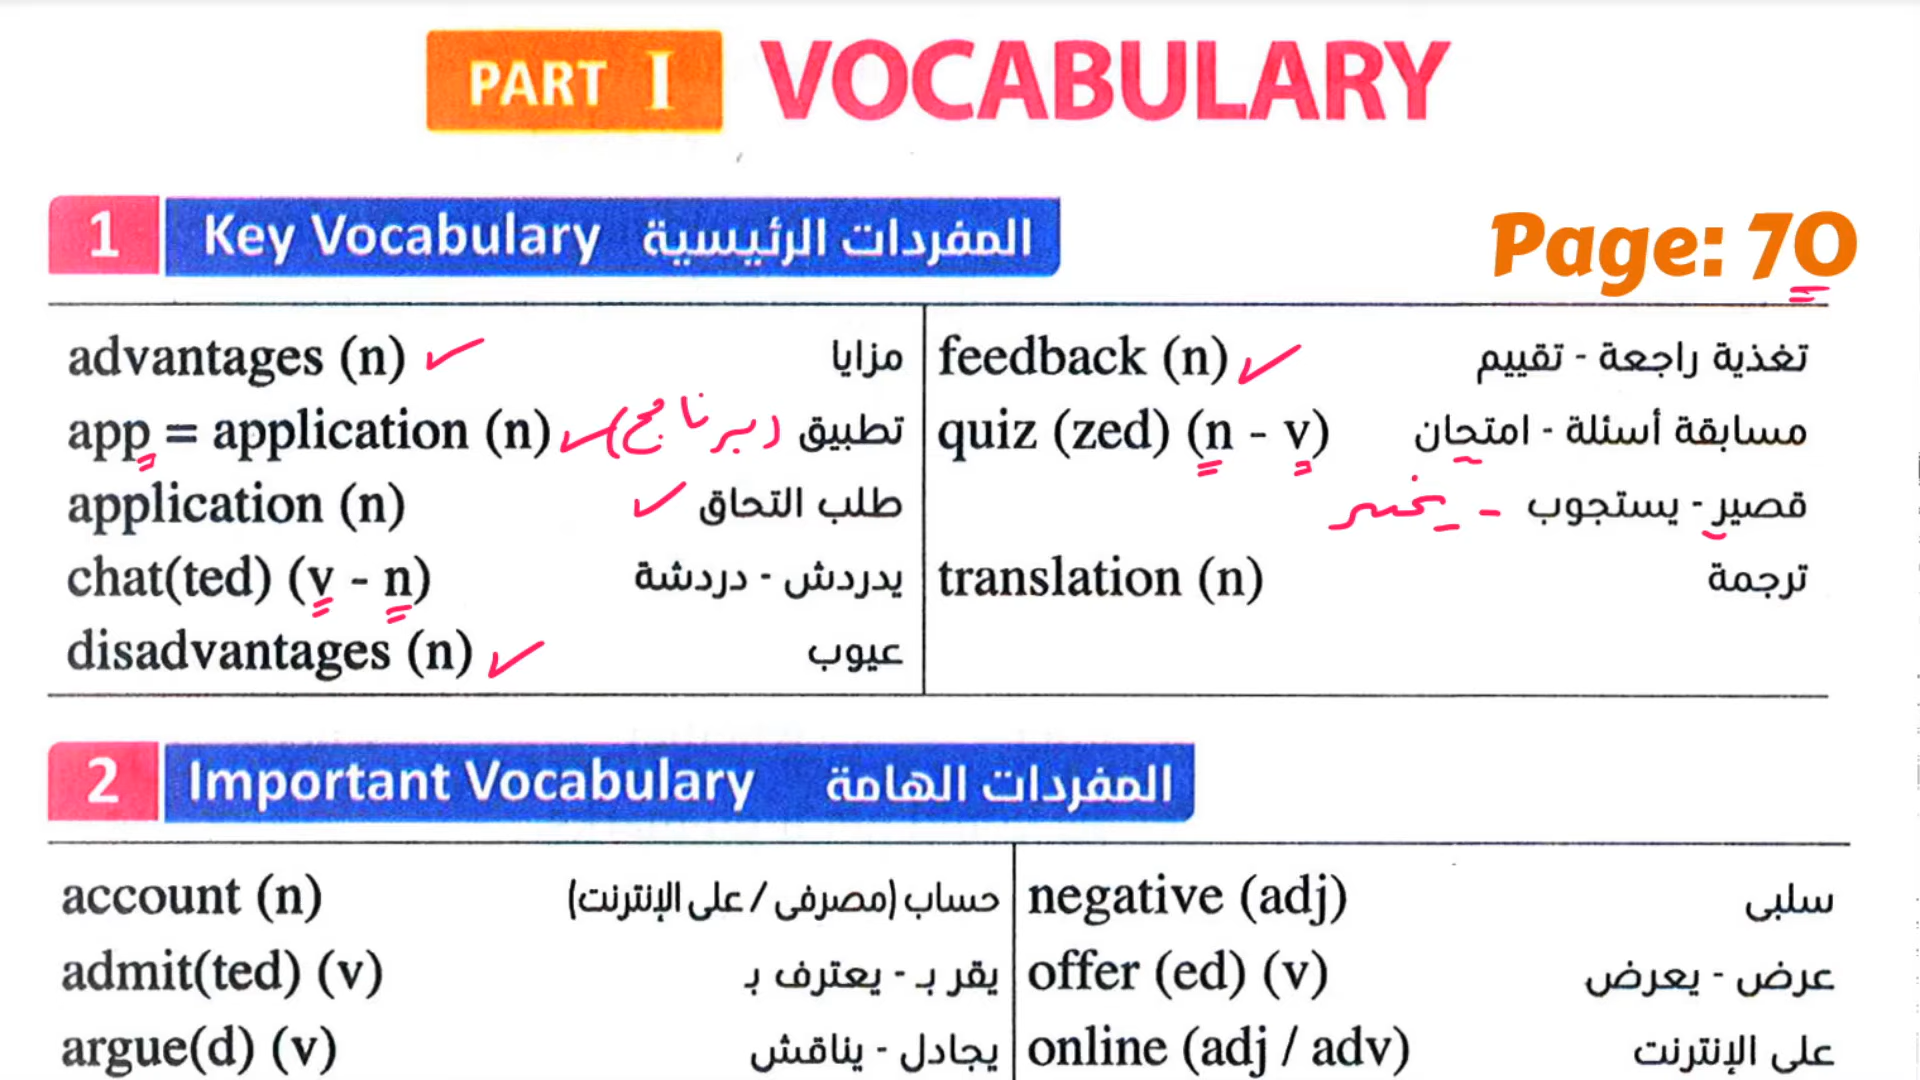 PART I VOCABULARY
1 Key Vocabulary المفردات الرئيسية
Page: 70
advantages (n) مزايا
app = application (n) تطبيق (برنامج)
application (n) طلب التحاق
chat(ted) (v - n) يدردش - دردشة
disadvantages (n) عيوب
feedback (n) تغذية راجعة - تقييم
quiz (zed) (n - v) مسابقة أسئلة - امتحان
قصير - يستجوب -
translation (n) ترجمة
2 Important Vocabulary المفردات الهامة
account (n) حساب (مصرفى / على الإنترنت)
admit(ted) (v) يقر بـ - يعترف بـ
argue(d) (v) يجادل - يناقش
negative (adj) سلبى
offer (ed) (v) عرض - يعرض
online (adj / adv) على الإنترنت